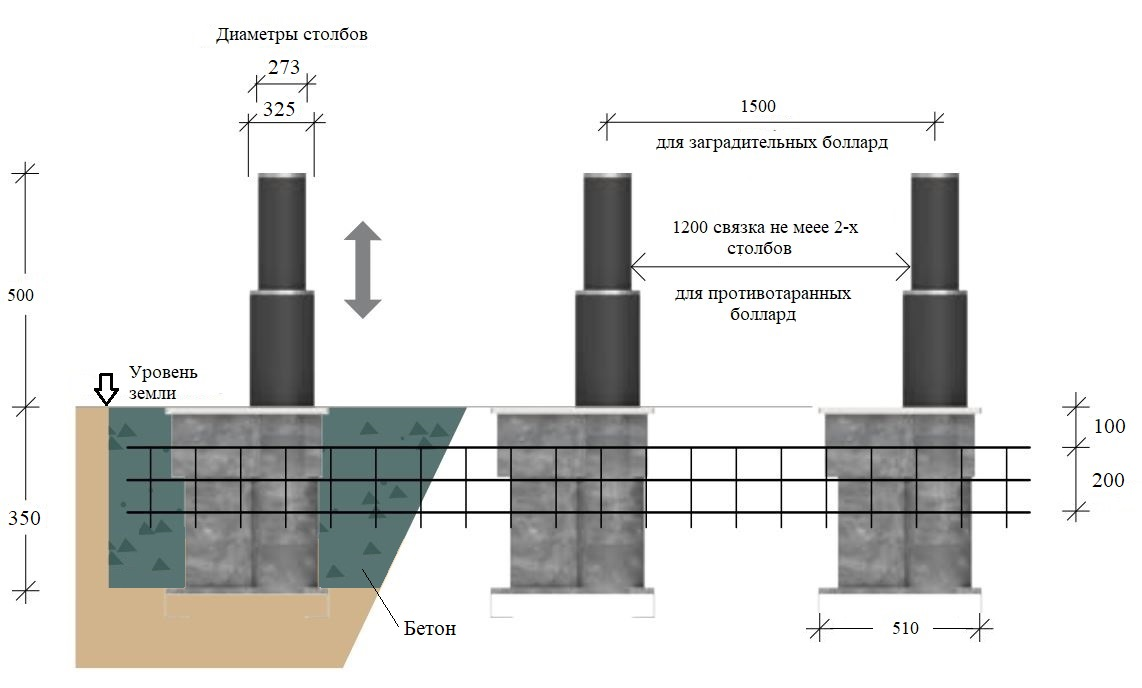 Диаметры столбов
273
325
1500
для заградительных боллард
1200 связка не меее 2-х
столбов
для противотаранных
боллард
500
Уровень
земли
100
200
350
Бетон
510